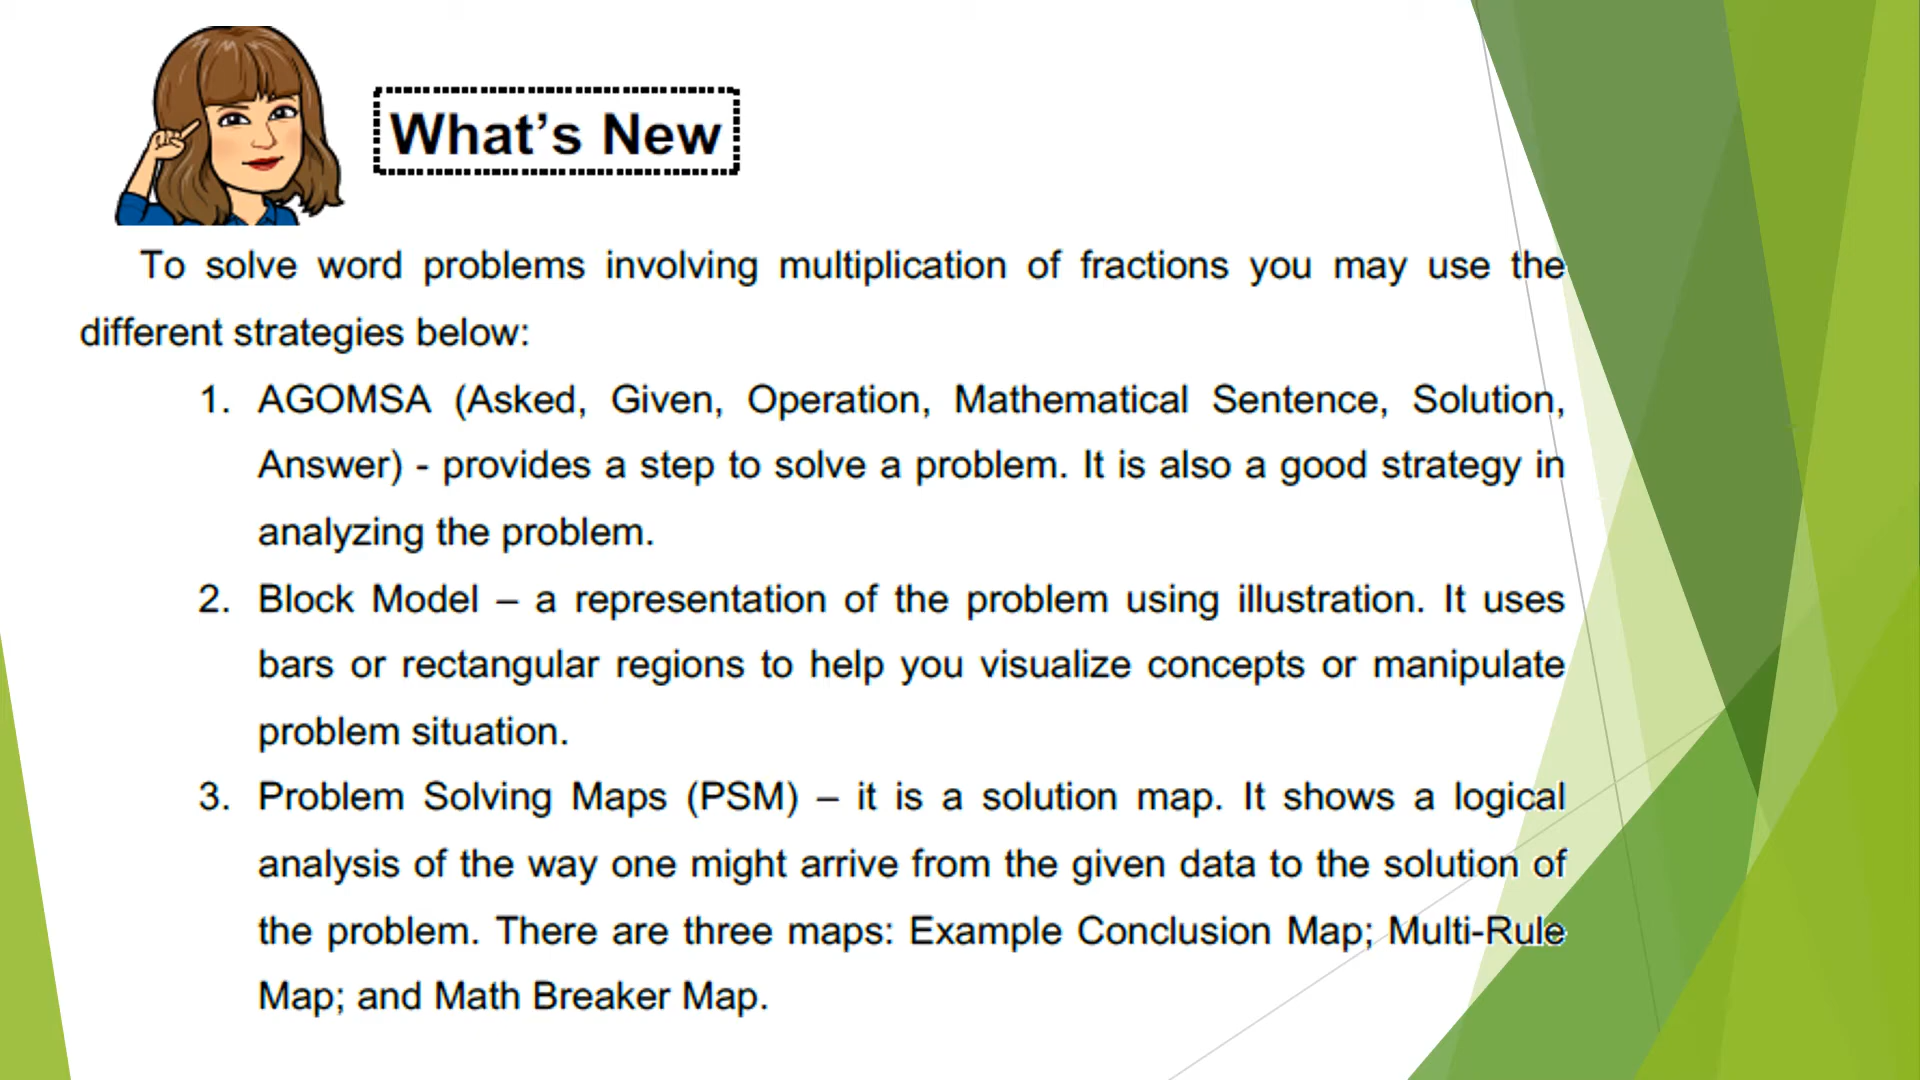 What's New
To solve word problems involving multiplication of fractions you may use the
different strategies below:
1. AGOMSA (Asked, Given, Operation, Mathematical Sentence, Solution,
Answer) - provides a step to solve a problem. It is also a good strategy in
analyzing the problem.
2. Block Model – a representation of the problem using illustration. It uses
bars or rectangular regions to help you visualize concepts or manipulate
problem situation.
3. Problem Solving Maps (PSM) – it is a solution map. It shows a logical
analysis of the way one might arrive from the given data to the solution of
the problem. There are three maps: Example Conclusion Map; Multi-Rule
Map; and Math Breaker Map.